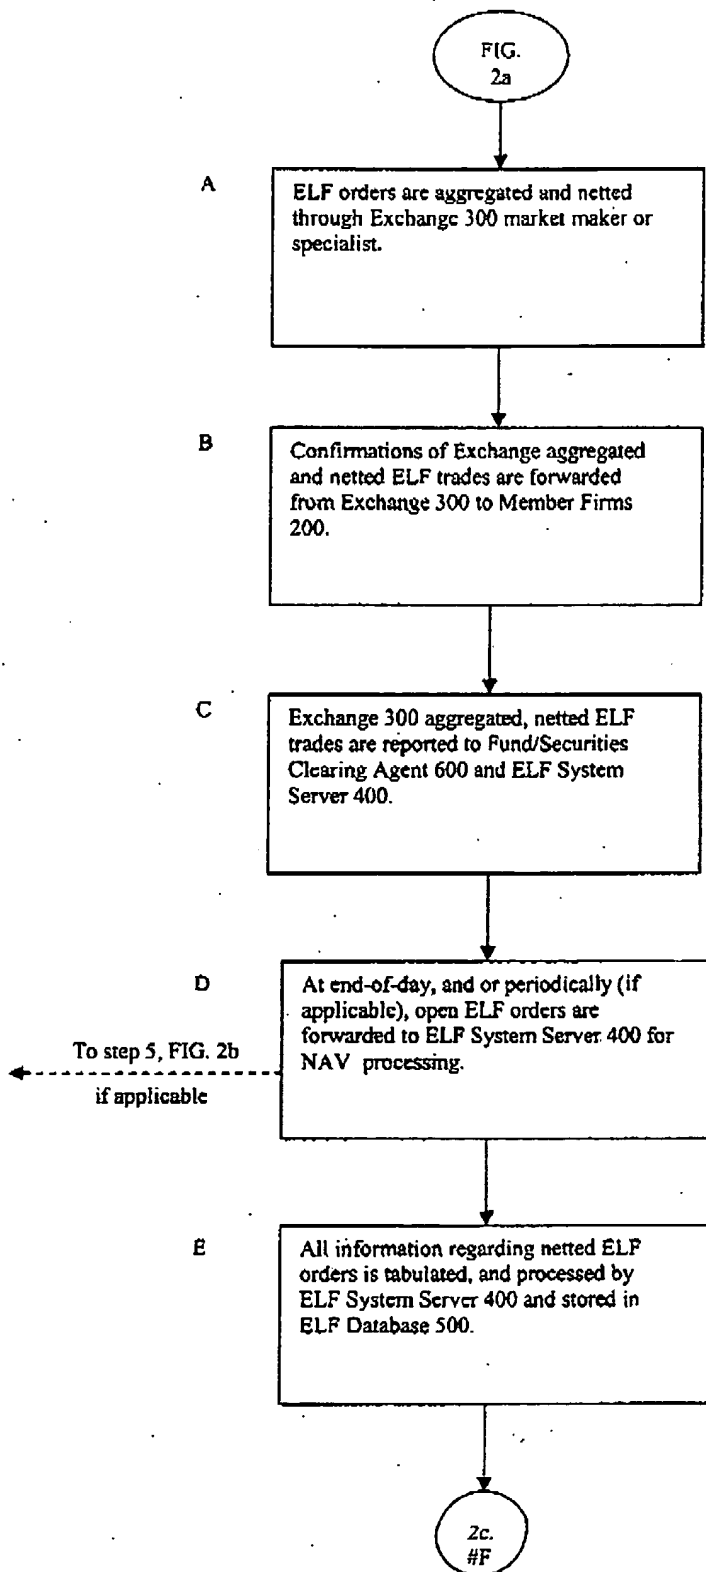 FIG.
2a
A
ELF orders are aggregated and netted
through Exchange 300 market maker or
specialist.
B
Confirmations of Exchange aggregated
and netted ELF trades are forwarded
from Exchange 300 to Member Firms
200.
C
Exchange 300 aggregated, netted ELF
trades are reported to Fund/Securities
Clearing Agent 600 and ELF System
Server 400.
D
At end-of-day, and or periodically (if
applicable), open ELF orders are
forwarded to ELF System Server 400 for
NAV processing.
To step 5, FIG. 2b
if applicable
E
All information regarding netted ELF
orders is tabulated, and processed by
ELF System Server 400 and stored in
ELF Database 500.
2c.
#F